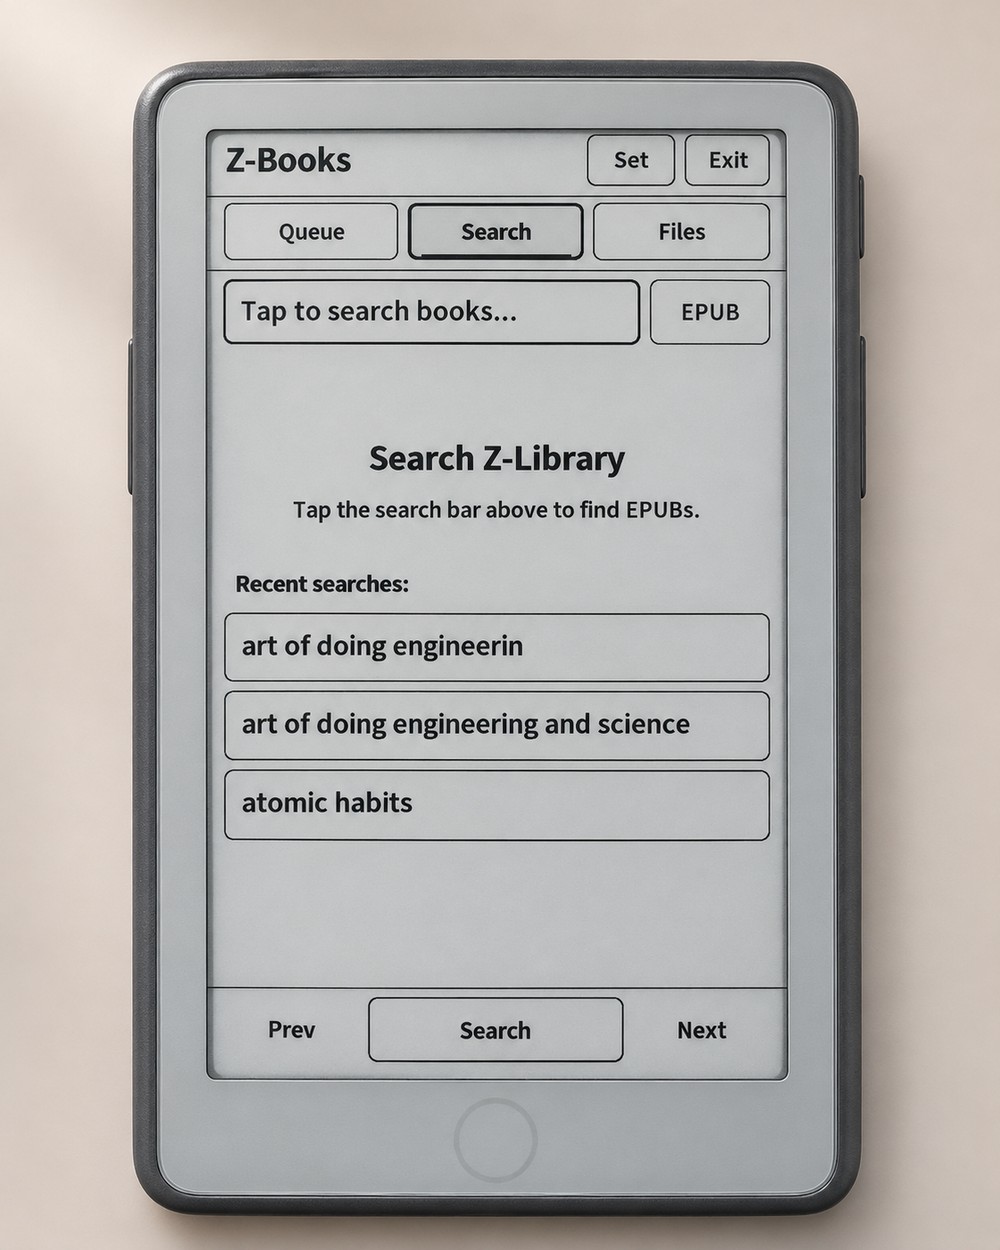 Z-Books
Set
Exit
Queue
Search
Files
Tap to search books...
EPUB
Search Z-Library
Tap the search bar above to find EPUBs.
Recent searches:
art of doing engineerin
art of doing engineering and science
atomic habits
Prev
Search
Next